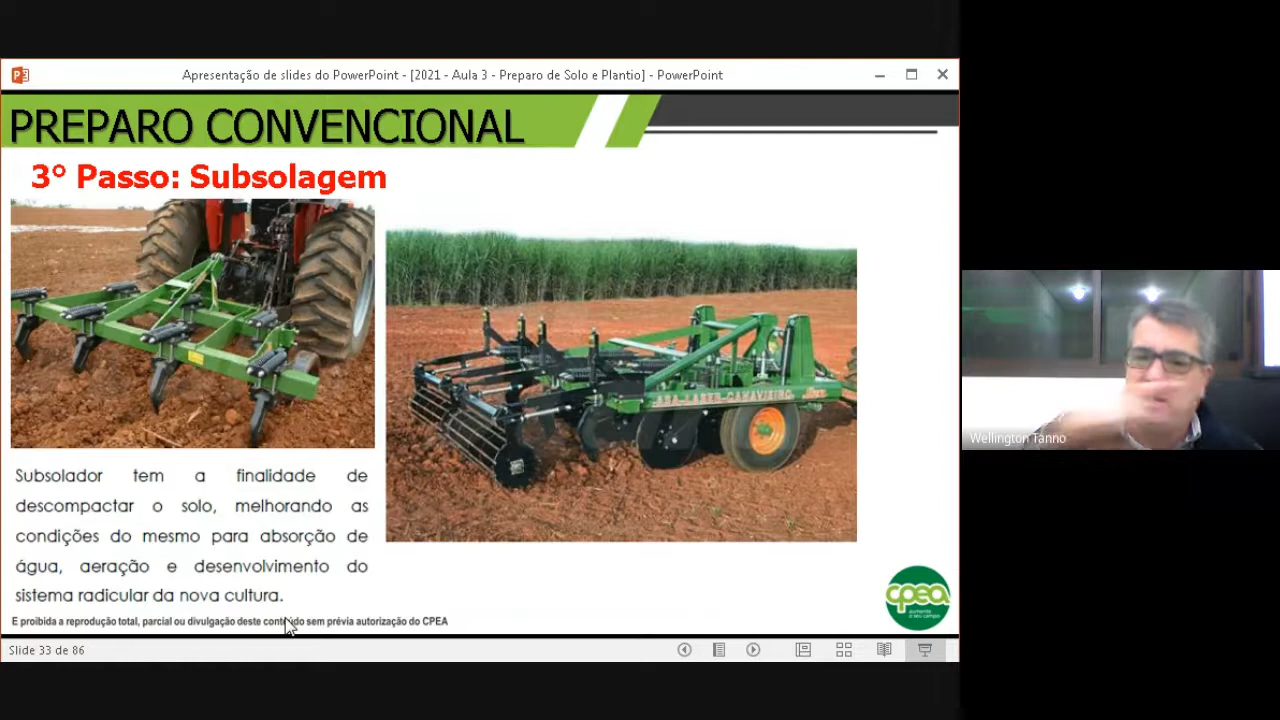 Apresentação de slides do PowerPoint - [2021 - Aula 3 - Preparo de Solo e Plantio] - PowerPoint
PREPARO CONVENCIONAL
3° Passo: Subsolagem
Subsolador tem a finalidade de
descompactar o solo, melhorando as
condições do mesmo para absorção de
água, aeração e desenvolvimento do
sistema radicular da nova cultura.
E proibida a reprodução total, parcial ou divulgação deste conteúdo sem prévia autorização do CPEA
cpea
Slide 33 de 86
Wellington Tanno